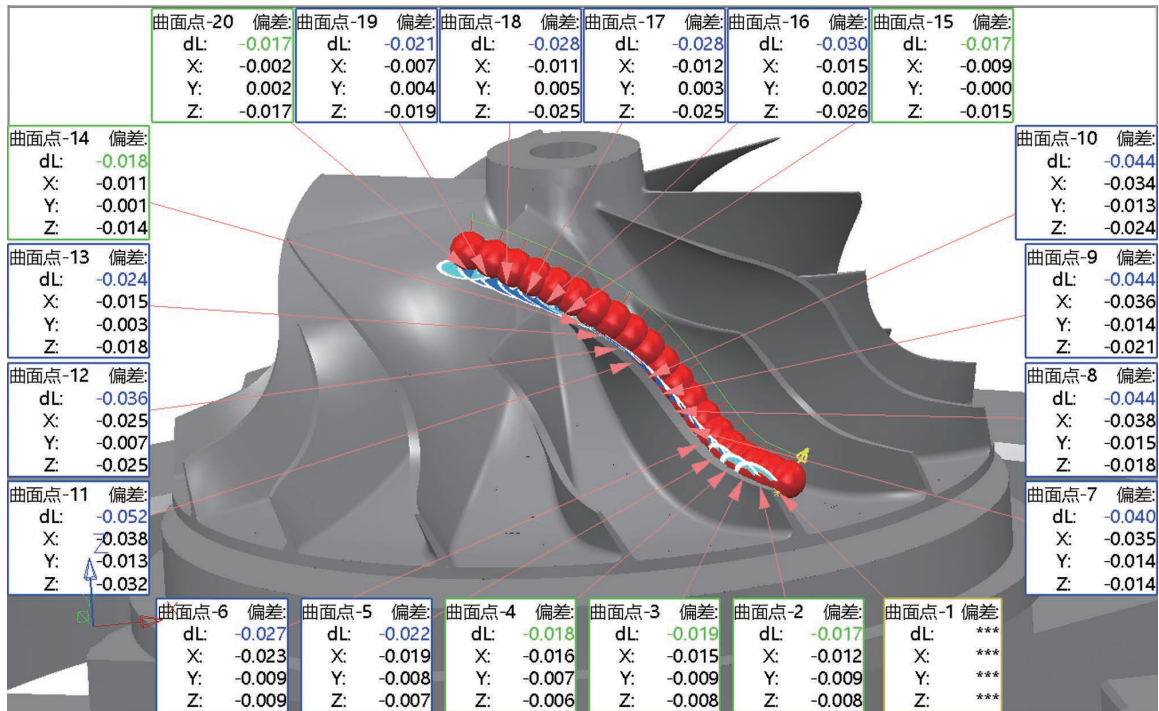 曲面点-20 偏差:
dL: -0.017
X: -0.002
Y: 0.002
Z: -0.017
曲面点-19 偏差:
dL: -0.021
X: -0.007
Y: 0.004
Z: -0.019
曲面点-18 偏差:
dL: -0.028
X: -0.011
Y: 0.005
Z: -0.025
曲面点-17 偏差:
dL: -0.028
X: -0.012
Y: 0.003
Z: -0.025
曲面点-16 偏差:
dL: -0.030
X: -0.015
Y: 0.002
Z: -0.026
曲面点-15 偏差:
dL: -0.017
X: -0.009
Y: -0.000
Z: -0.015
曲面点-14 偏差:
dL: -0.018
X: -0.011
Y: -0.001
Z: -0.014
曲面点-13 偏差:
dL: -0.024
X: -0.015
Y: -0.003
Z: -0.018
曲面点-12 偏差:
dL: -0.036
X: -0.025
Y: -0.007
Z: -0.025
曲面点-11 偏差:
dL: -0.052
X: -0.038
Y: -0.013
Z: -0.032
Z
曲面点-10 偏差:
dL: -0.044
X: -0.034
Y: -0.013
Z: -0.024
曲面点-9 偏差:
dL: -0.044
X: -0.036
Y: -0.014
Z: -0.021
曲面点-8 偏差:
dL: -0.044
X: -0.038
Y: -0.015
Z: -0.018
曲面点-7 偏差:
dL: -0.040
X: -0.035
Y: -0.014
Z: -0.014
曲面点-6 偏差:
dL: -0.027
X: -0.023
Y: -0.009
Z: -0.009
曲面点-5 偏差:
dL: -0.022
X: -0.019
Y: -0.008
Z: -0.007
曲面点-4 偏差:
dL: -0.018
X: -0.016
Y: -0.007
Z: -0.006
曲面点-3 偏差:
dL: -0.019
X: -0.015
Y: -0.009
Z: -0.008
曲面点-2 偏差:
dL: -0.017
X: -0.012
Y: -0.009
Z: -0.008
曲面点-1 偏差:
dL: ***
X: ***
Y: ***
Z: ***